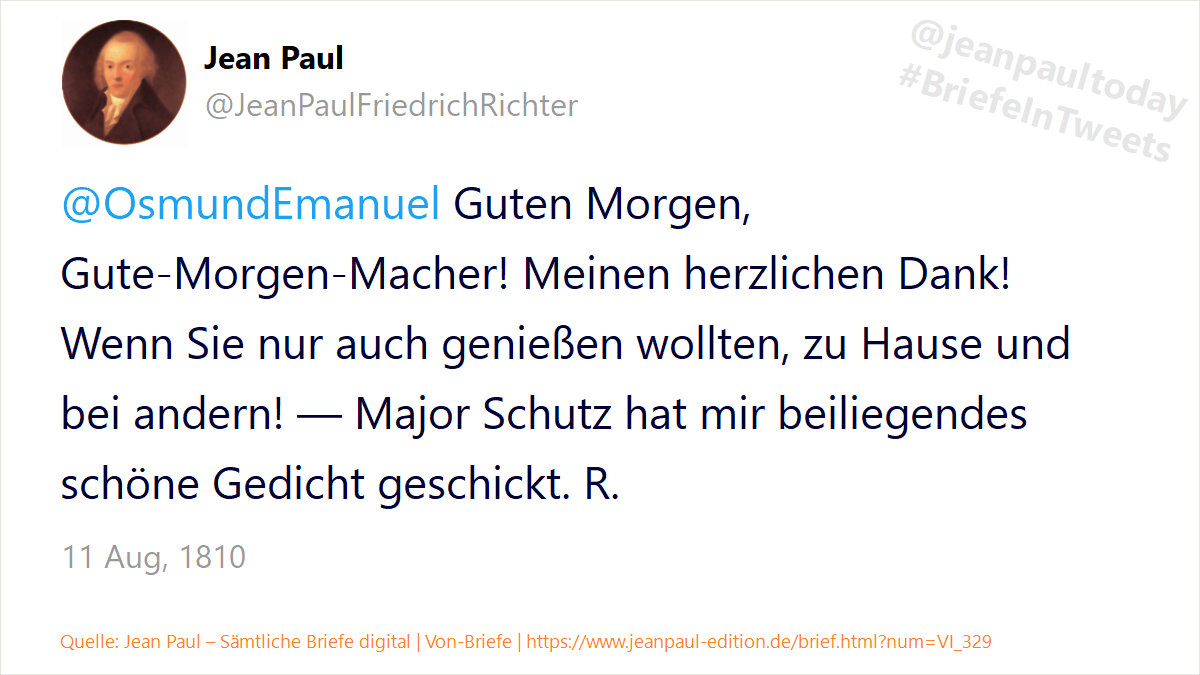 Jean Paul
@JeanPaulFriedrichRichter
@jeanpaultoday
#BriefeInTweets
@OsmundEmanuel Guten Morgen,
Gute-Morgen-Macher! Meinen herzlichen Dank!
Wenn Sie nur auch genießen wollten, zu Hause und
bei andern! — Major Schutz hat mir beiliegendes
schöne Gedicht geschickt. R.
11 Aug, 1810
Quelle: Jean Paul – Sämtliche Briefe digital | Von-Briefe | https://www.jeanpaul-edition.de/brief.html?num=VI_329